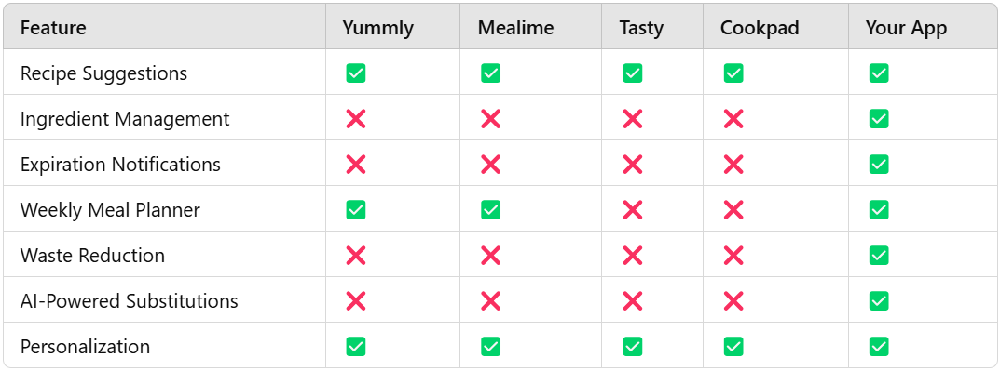 Feature Yummly Mealime Tasty Cookpad Your App
Recipe Suggestions ✅ ✅ ✅ ✅ ✅
Ingredient Management ❌ ❌ ❌ ❌ ✅
Expiration Notifications ❌ ❌ ❌ ❌ ✅
Weekly Meal Planner ✅ ✅ ❌ ❌ ✅
Waste Reduction ❌ ❌ ❌ ❌ ✅
AI-Powered Substitutions ❌ ❌ ❌ ❌ ✅
Personalization ✅ ✅ ✅ ✅ ✅